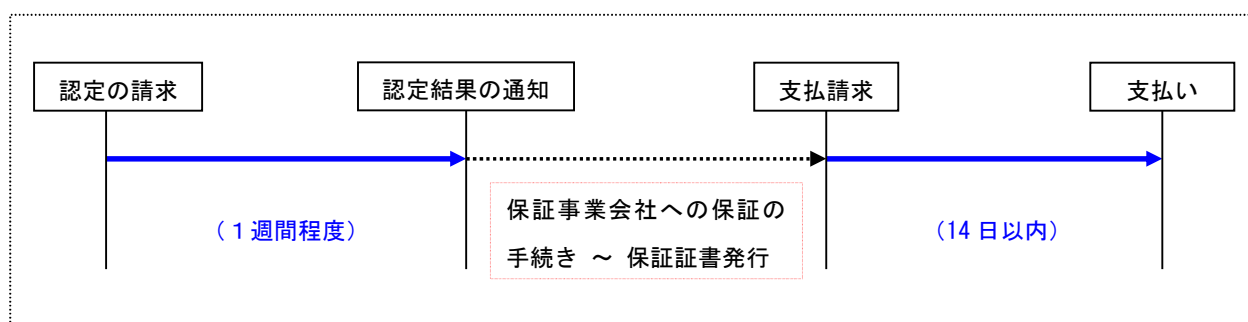 認定の請求
認定結果の通知
支払請求
支払い
(１週間程度)
保証事業会社への保証の
手続き ～ 保証証書発行
(14日以内)